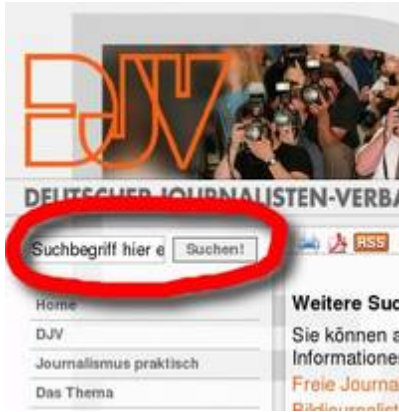 DJV
DEUTSCHER JOURNALISTEN-VERBA
Suchbegriff hier e
Suchen!
RSS
Home
DJV
Journalismus praktisch
Das Thema
Weitere Suc
Sie können a
Informatione
Freie Journa
Bildjournalist